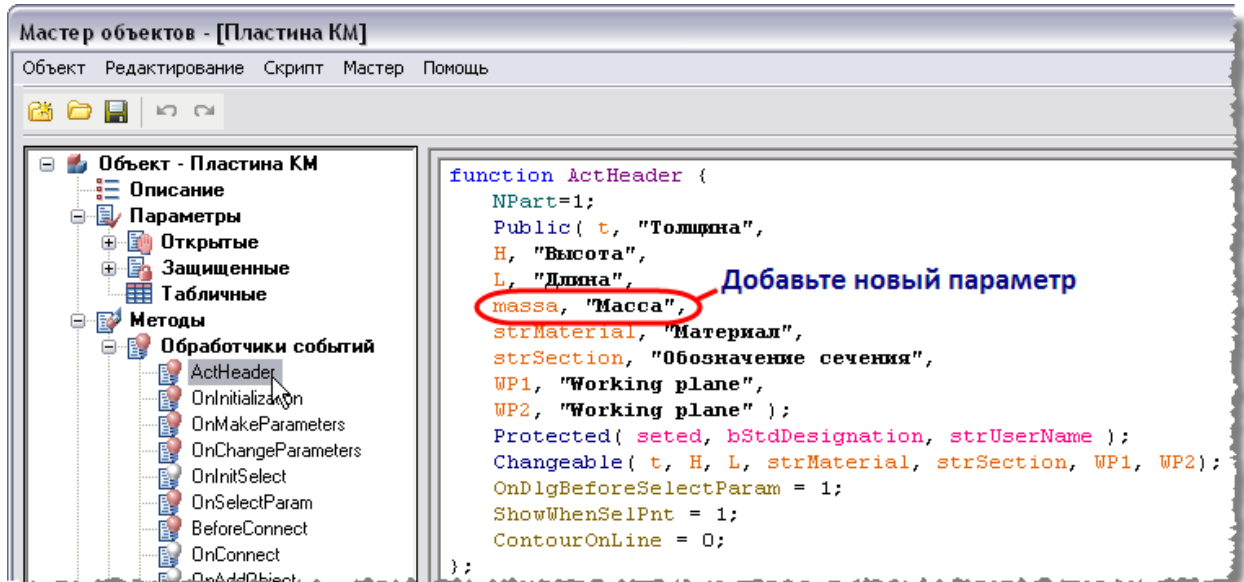 Мастер объектов - [Пластина КМ]
Объект Редактирование Скрипт Мастер Помощь
Объект - Пластина КМ
Описание
Параметры
Открытые
Защищенные
Табличные
Методы
Обработчики событий
ActHeader
OnInitialization
OnMakeParameters
OnChangeParameters
OnInitSelect
OnSelectParam
BeforeConnect
OnConnect
OnAddObject
function ActHeader {
NPart=1;
Public( t, "Толщина",
H, "Высота",
L, "Длина",
Добавьте новый параметр
massa, "Масса",
strMaterial, "Материал",
strSection, "Обозначение сечения",
WP1, "Working plane",
WP2, "Working plane" );
Protected( seted, bStdDesignation, strUserName );
Changeable( t, H, L, strMaterial, strSection, WP1, WP2);
OnDlgBeforeSelectParam = 1;
ShowWhenSelPnt = 1;
ContourOnLine = 0;
};